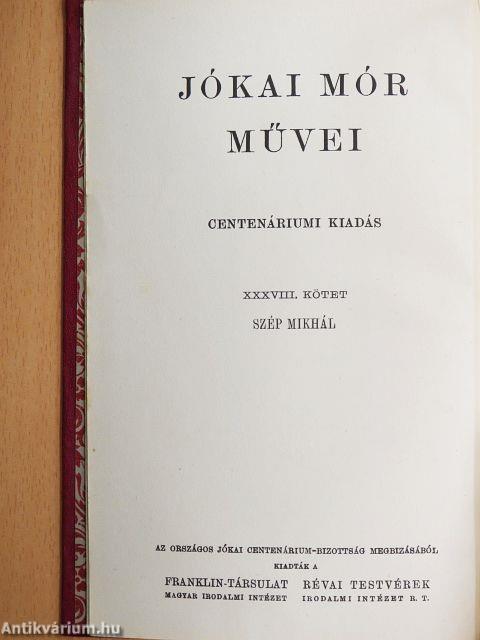 JÓKAI MÓR
MŰVEI
CENTENÁRIUMI KIADÁS
XXXVIII. KÖTET
SZÉP MIKHÁL
AZ ORSZÁGOS JÓKAI CENTENÁRIUM-BIZOTTSÁG MEGBIZÁSÁBÓL
KIADTÁK A
FRANKLIN-TÁRSULAT RÉVAI TESTVÉREK
MAGYAR IRODALMI INTÉZET IRODALMI INTÉZET R. T.
Antikvárium.hu